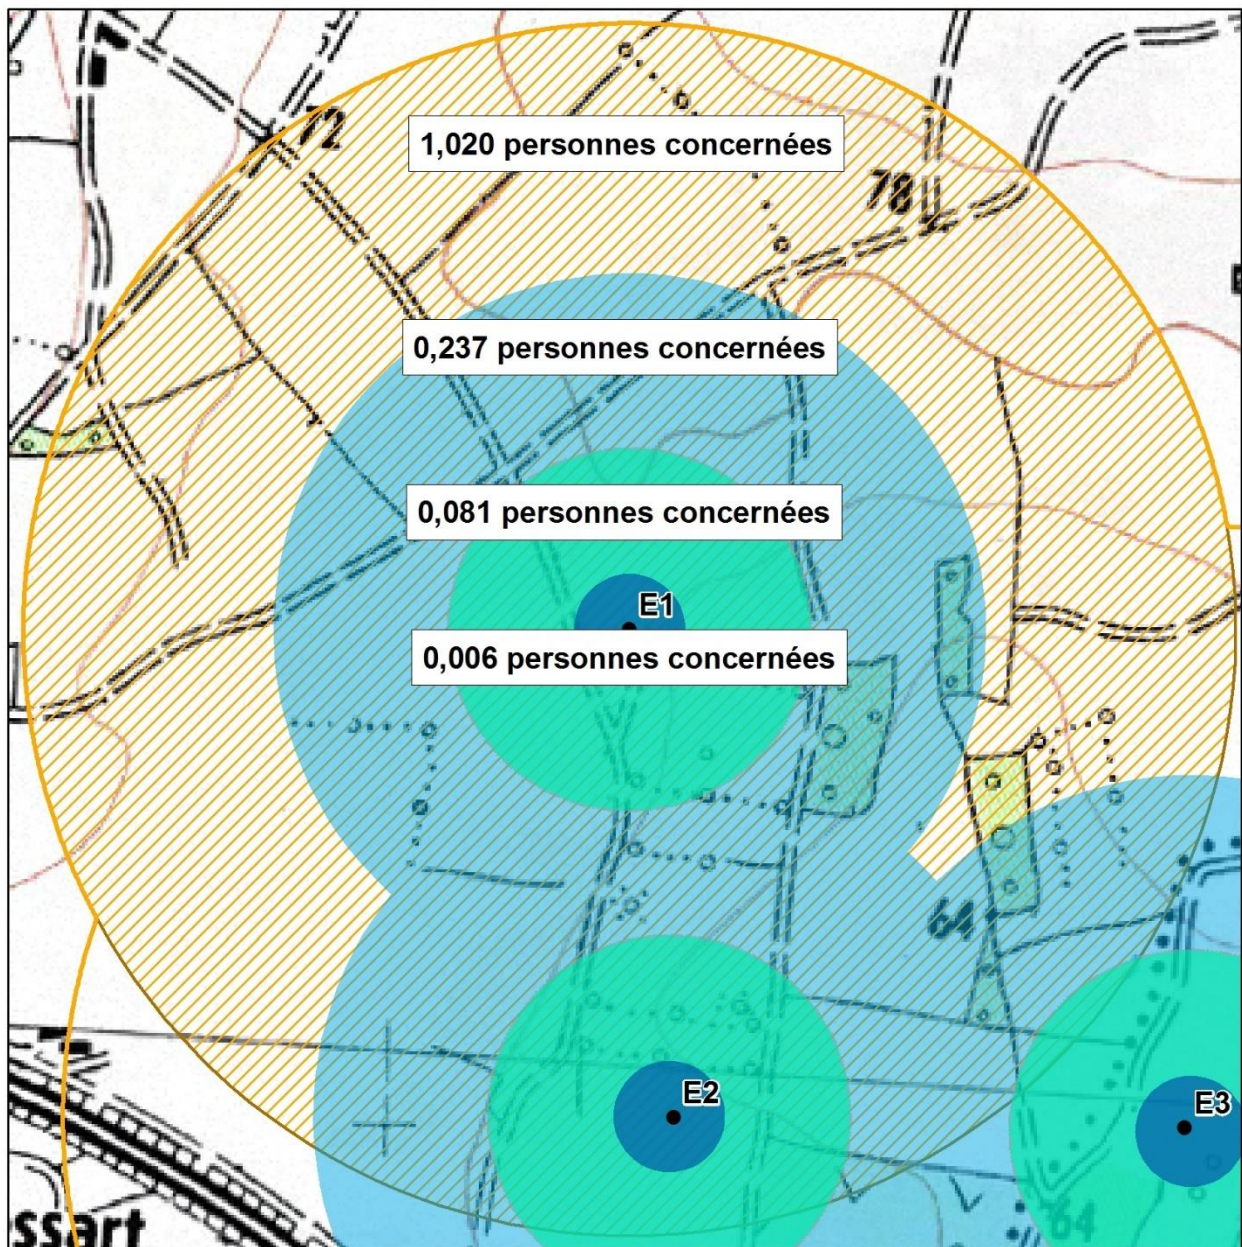 72
1,020 personnes concernées
78
0,237 personnes concernées
0,081 personnes concernées
E1
0,006 personnes concernées
64
E2
E3
ssart
64